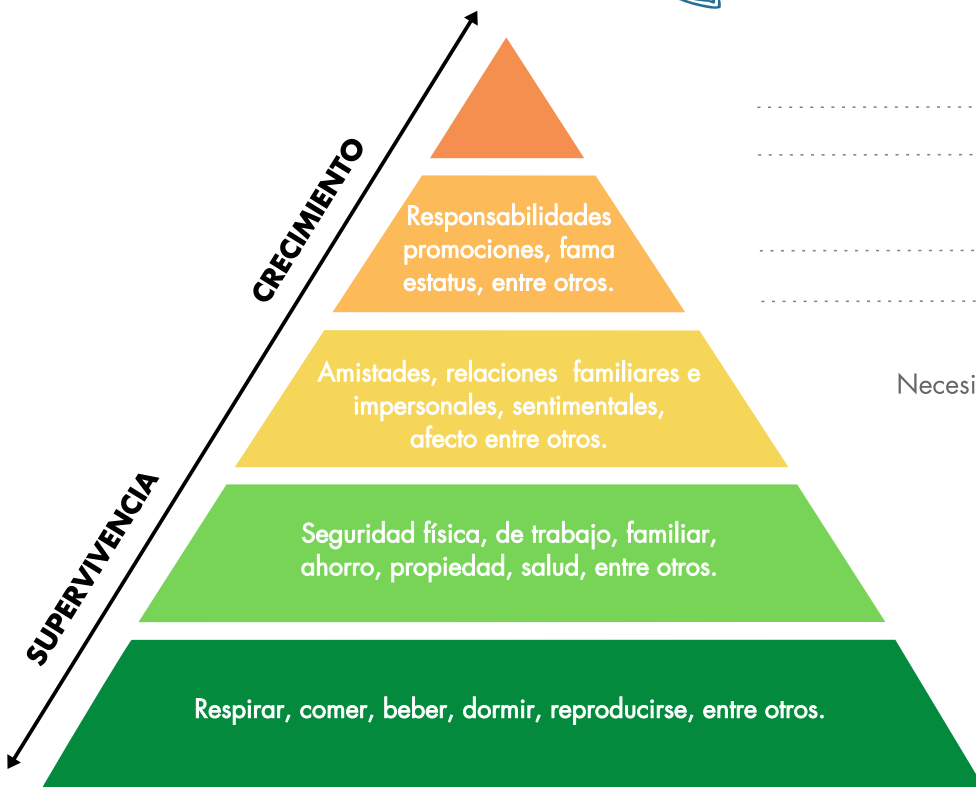 CRECIMIENTO
Responsabilidades
promociones, fama
estatus, entre otros.
Amistades, relaciones familiares e
impersonales, sentimentales,
afecto entre otros.
Necesi
SUPERVIVENCIA
Seguridad física, de trabajo, familiar,
ahorro, propiedad, salud, entre otros.
Respirar, comer, beber, dormir, reproducirse, entre otros.